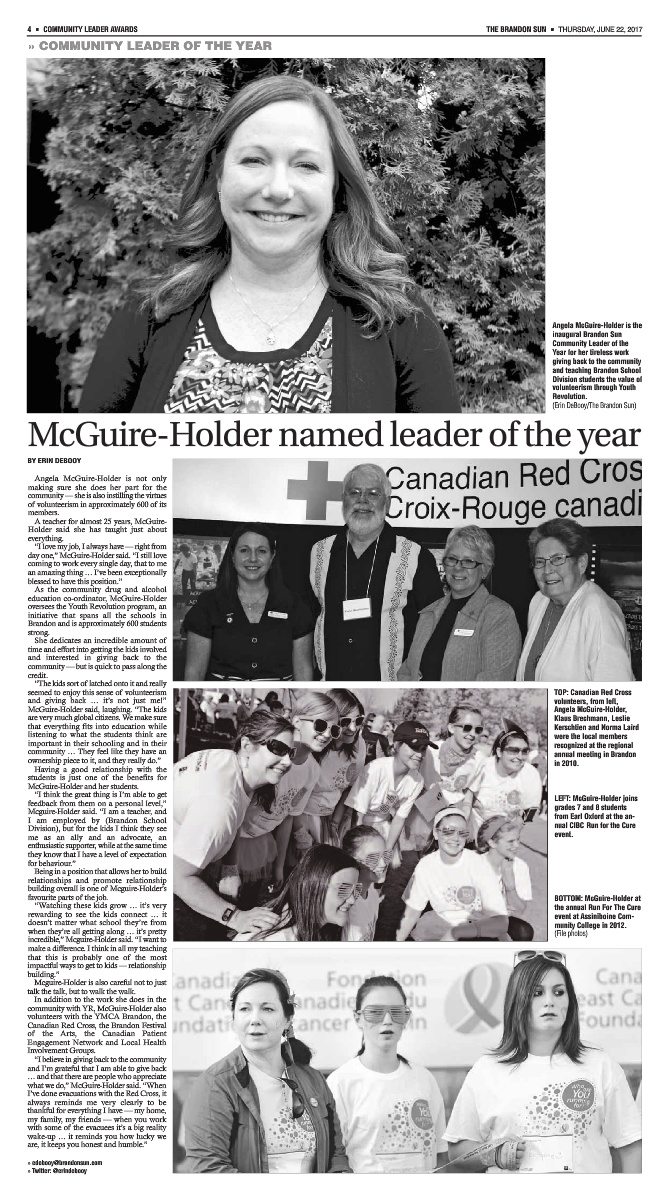 4 ■ COMMUNITY LEADER AWARDS
THE BRANDON SUN ■ THURSDAY, JUNE 22, 2017
» COMMUNITY LEADER OF THE YEAR
Angela McGuire-Holder is the
inaugural Brandon Sun
Community Leader of the
Year for her tireless work
giving back to the community
and teaching Brandon School
Division students the value of
volunteerism through Youth
Revolution.
(Erin DeBooy/The Brandon Sun)
McGuire-Holder named leader of the year
BY ERIN DEBOOY
Angela McGuire-Holder is not only
making sure she does her part for the
community — she is also instilling the virtues
of volunteerism in approximately 600 of its
members.
A teacher for almost 25 years, McGuire-
Holder said she has taught just about
everything.
“I love my job, I always have — right from
day one,” McGuire-Holder said. “I still love
coming to work every single day, that to me
an amazing thing … I’ve been exceptionally
blessed to have this position.”
As the community drug and alcohol
education co-ordinator, McGuire-Holder
oversees the Youth Revolution program, an
initiative that spans all the schools in
Brandon and is approximately 600 students
strong.
She dedicates an incredible amount of
time and effort into getting the kids involved
and interested in giving back to the
community — but is quick to pass along the
credit.
“The kids sort of latched onto it and really
seemed to enjoy this sense of volunteerism
and giving back … it’s not just me!”
McGuire-Holder said, laughing. “The kids
are very much global citizens. We make sure
that everything fits into education while
listening to what the students think are
important in their schooling and in their
community … They feel like they have an
ownership piece to it, and they really do.”
Having a good relationship with the
students is just one of the benefits for
McGuire-Holder and her students.
“I think the great thing is I’m able to get
feedback from them on a personal level,”
Mcguire-Holder said. “I am a teacher, and
I am employed by (Brandon School
Division), but for the kids I think they see
me as an ally and an advocate, an
enthusiastic supporter, while at the same time
they know that I have a level of expectation
for behaviour.”
Being in a position that allows her to build
relationships and promote relationship
building overall is one of Mcguire-Holder’s
favourite parts of the job.
“Watching these kids grow … it’s very
rewarding to see the kids connect … it
doesn’t matter what school they’re from
when they’re all getting along … it’s pretty
incredible,” Mcguire-Holder said. “I want to
make a difference. I think in all my teaching
that this is probably one of the most
impactful ways to get to kids — relationship
building.”
Mcguire-Holder is also careful not to just
talk the talk, but to walk the walk.
In addition to the work she does in the
community with YR, McGuire-Holder also
volunteers with the YMCA Brandon, the
Canadian Red Cross, the Brandon Festival
of the Arts, the Canadian Patient
Engagement Network and Local Health
Involvement Groups.
“I believe in giving back to the community
and I’m grateful that I am able to give back
… and that there are people who appreciate
what we do,” McGuire-Holder said. “When
I’ve done evacuations with the Red Cross, it
always reminds me very clearly to be
thankful for everything I have — my home,
my family, my friends — when you work
with some of the evacuees it’s a big reality
wake-up … it reminds you how lucky we
are, it keeps you honest and humble.”
» edebooy@brandonsun.com
» Twitter: @erindebooy
Canadian Red Cros
Croix-Rouge canadi
TOP: Canadian Red Cross
volunteers, from left,
Angela McGuire-Holder,
Klaus Brechmann, Leslie
Kerschtien and Norma Laird
were the local members
recognized at the regional
annual meeting in Brandon
in 2010.
LEFT: McGuire-Holder joins
grades 7 and 8 students
from Earl Oxford at the an-
nual CIBC Run for the Cure
event.
BOTTOM: McGuire-Holder at
the annual Run For The Cure
event at Assiniboine Com-
munity College in 2012.
(File photos)